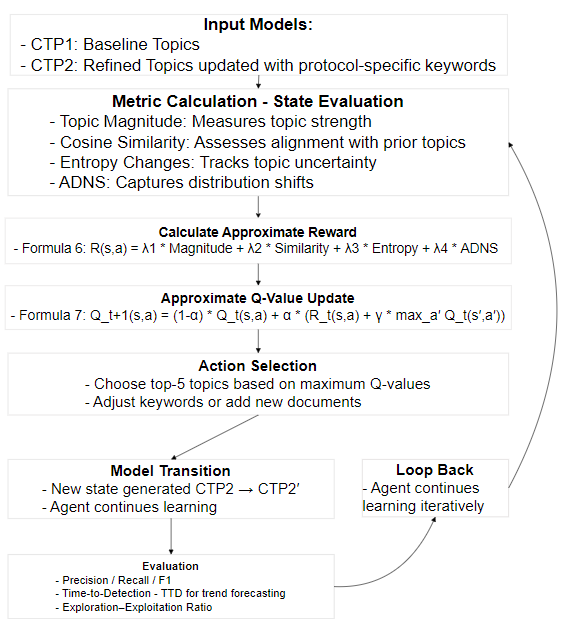 Input Models:
- CTP1: Baseline Topics
- CTP2: Refined Topics updated with protocol-specific keywords
Metric Calculation - State Evaluation
- Topic Magnitude: Measures topic strength
- Cosine Similarity: Assesses alignment with prior topics
- Entropy Changes: Tracks topic uncertainty
- ADNS: Captures distribution shifts
Calculate Approximate Reward
- Formula 6: R(s,a) = λ1 * Magnitude + λ2 * Similarity + λ3 * Entropy + λ4 * ADNS
Approximate Q-Value Update
- Formula 7: Q_t+1(s,a) = (1-α) * Q_t(s,a) + α * (R_t(s,a) + γ * max_a′ Q_t(s′,a′))
Action Selection
- Choose top-5 topics based on maximum Q-values
- Adjust keywords or add new documents
Model Transition
- New state generated CTP2 → CTP2′
- Agent continues learning
Loop Back
- Agent continues
learning iteratively
Evaluation
- Precision / Recall / F1
- Time-to-Detection - TTD for trend forecasting
- Exploration–Exploitation Ratio